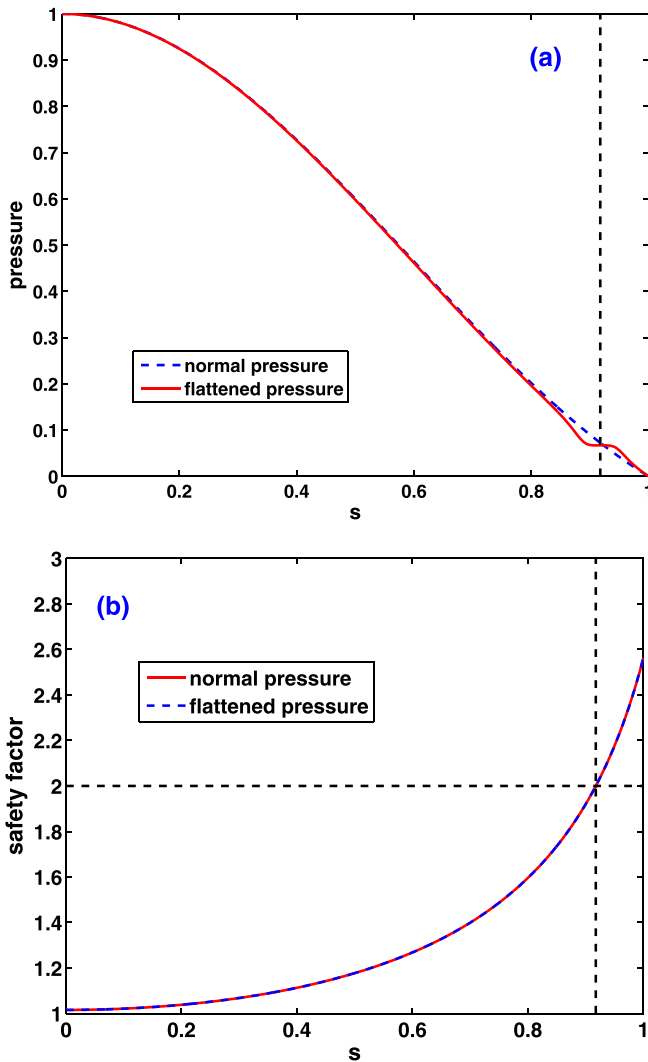 1
0.9
0.8
0.7
0.6
0.5
0.4
0.3
0.2
0.1
0
pressure
(a)
normal pressure
flattened pressure
0 0.2 0.4 0.6 0.8 1
s
3
2.8
2.6
2.4
2.2
2
1.8
1.6
1.4
1.2
1
safety factor
(b)
normal pressure
flattened pressure
0 0.2 0.4 0.6 0.8 1
s